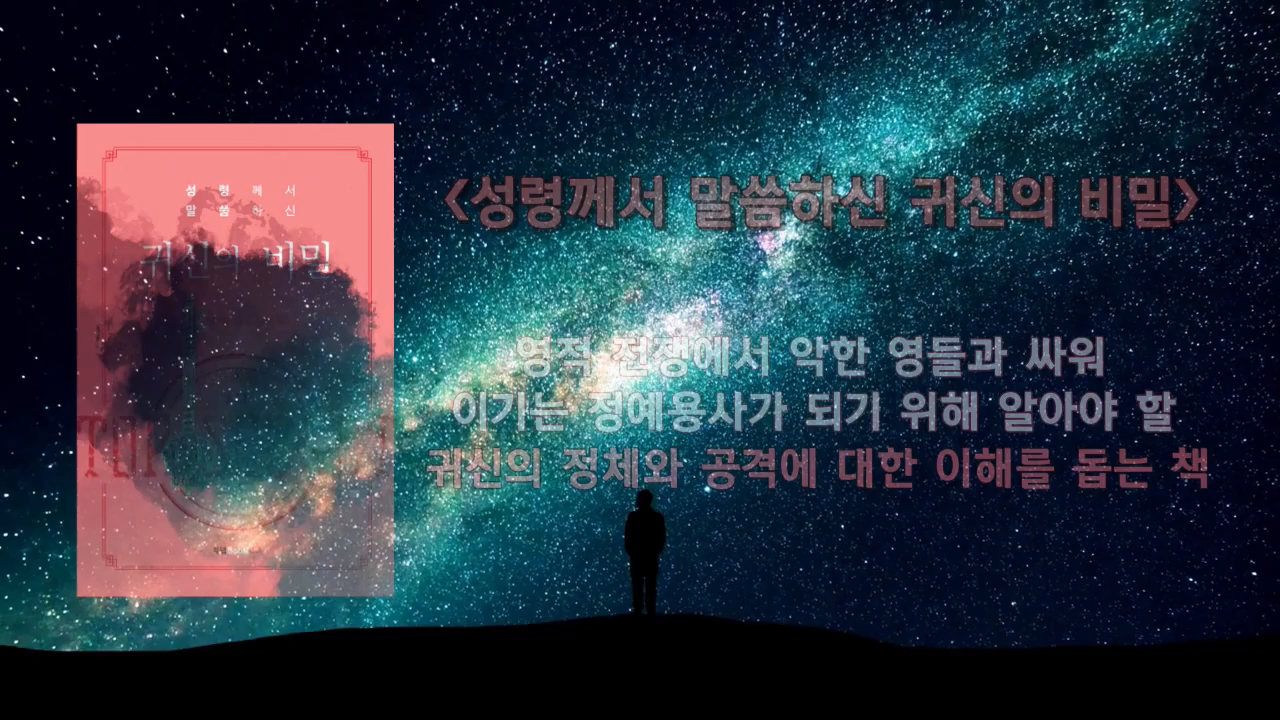 성령께서
말씀하신
귀신의 비밀
<성령께서 말씀하신 귀신의 비밀>
영적 전쟁에서 악한 영들과 싸워
이기는 정예용사가 되기 위해 알아야 할
귀신의 정체와 공격에 대한 이해를 돕는 책